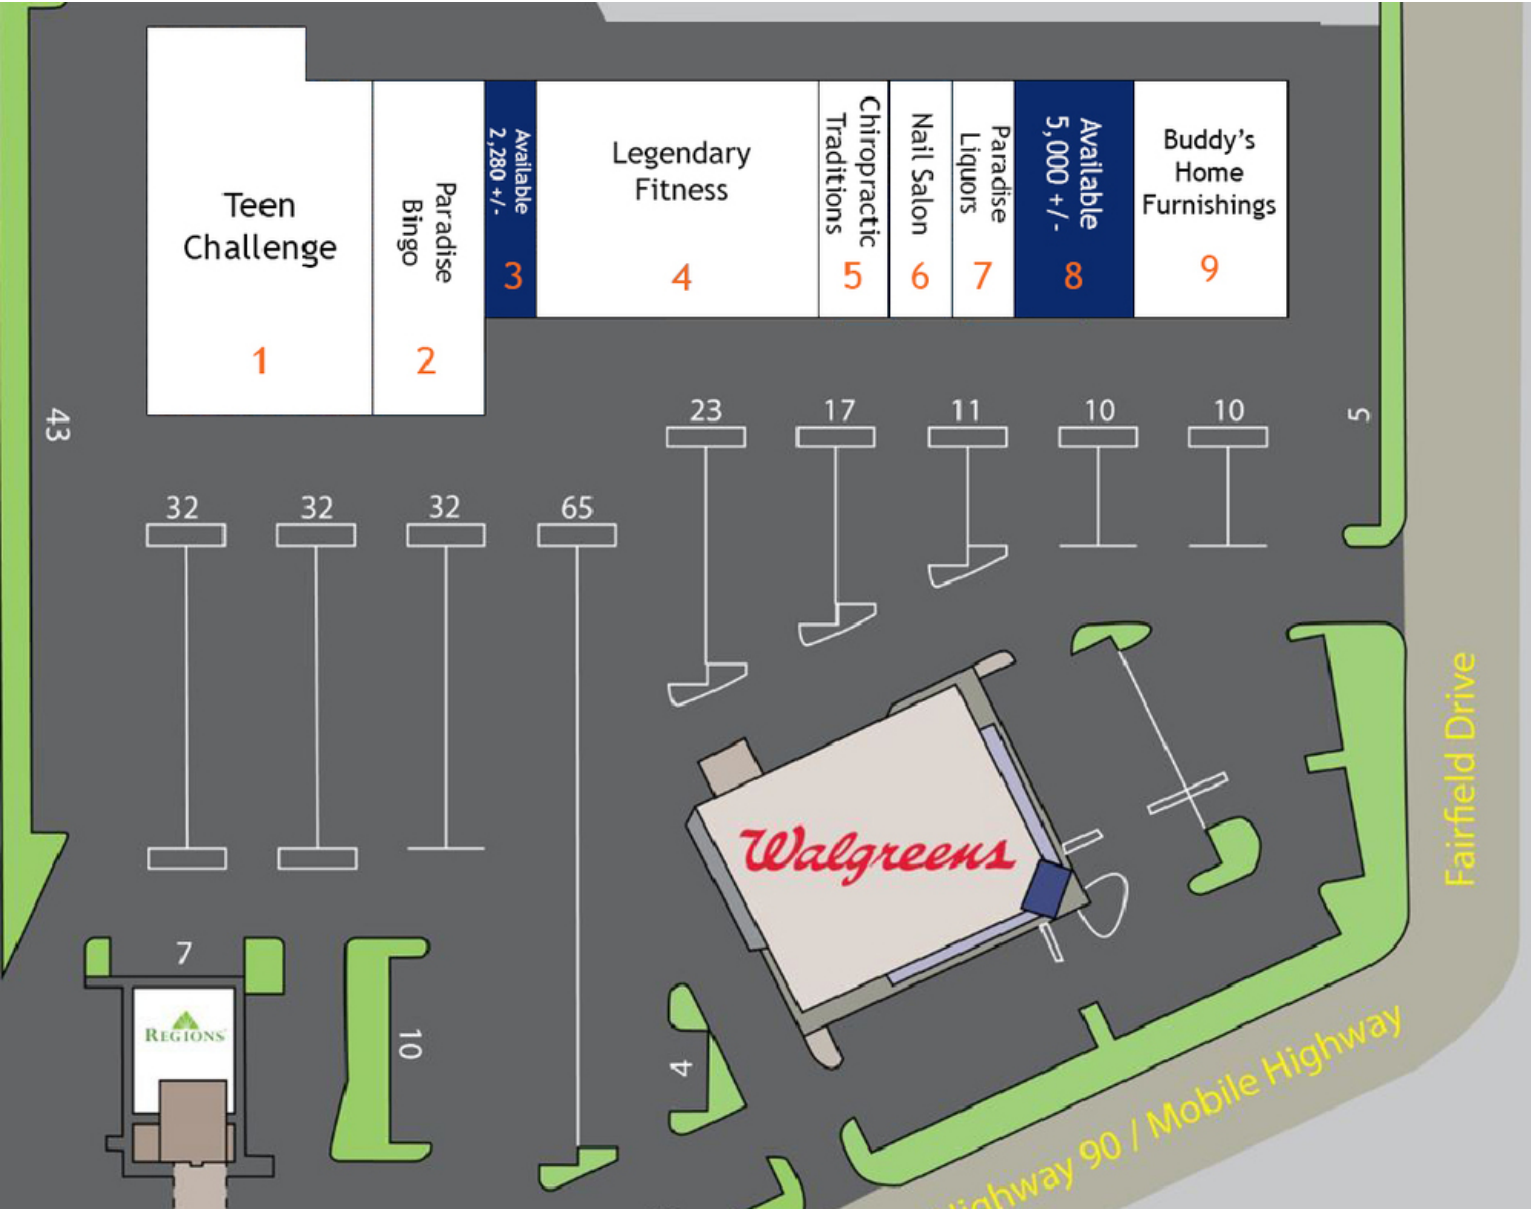 Teen
Challenge
1
Paradise
Bingo
2
Available
2,280 +/-
3
Legendary
Fitness
4
Chiropractic
Traditions
5
Nail Salon
6
Paradise
Liquors
7
Available
5,000 +/-
8
Buddy's
Home
Furnishings
9
43
23
17
11
10
10
5
32
32
32
65
Walgreens
Fairfield Drive
7
REGIONS
10
4
Highway 90 / Mobile Highway